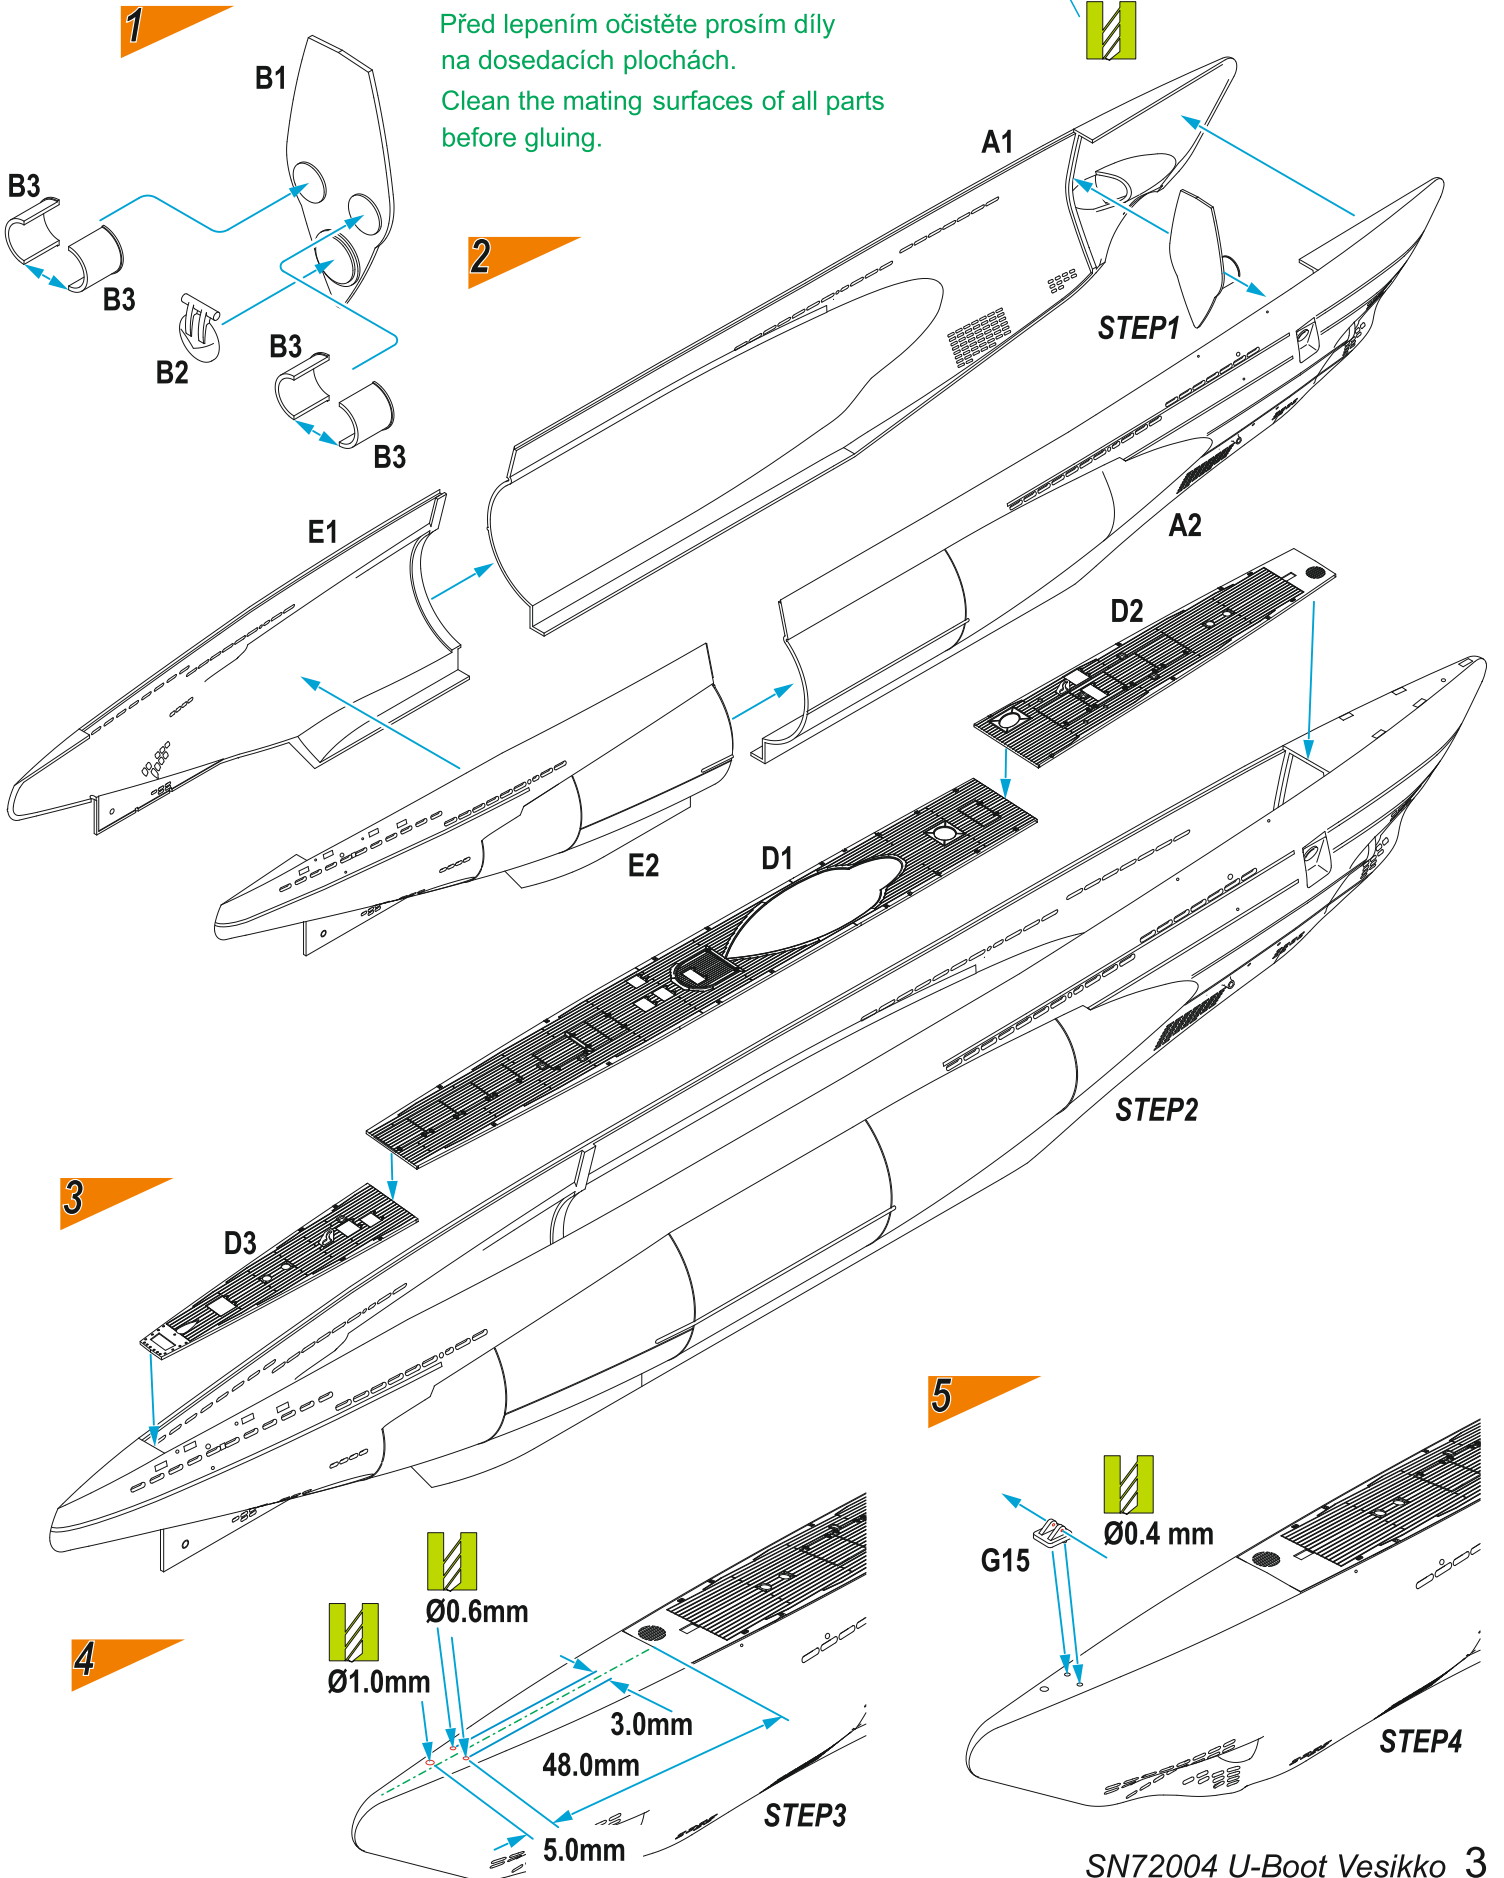 1
Před lepením očistěte prosím díly
na dosedacích plochách.
Clean the mating surfaces of all parts
before gluing.
B1
B3
B3
B2
B3
B3
2
A1
STEP1
E1
A2
D2
E2
D1
STEP2
3
D3
4
Ø0.6mm
Ø1.0mm
3.0mm
48.0mm
5.0mm
STEP3
5
Ø0.4 mm
G15
STEP4
SN72004 U-Boot Vesikko 3